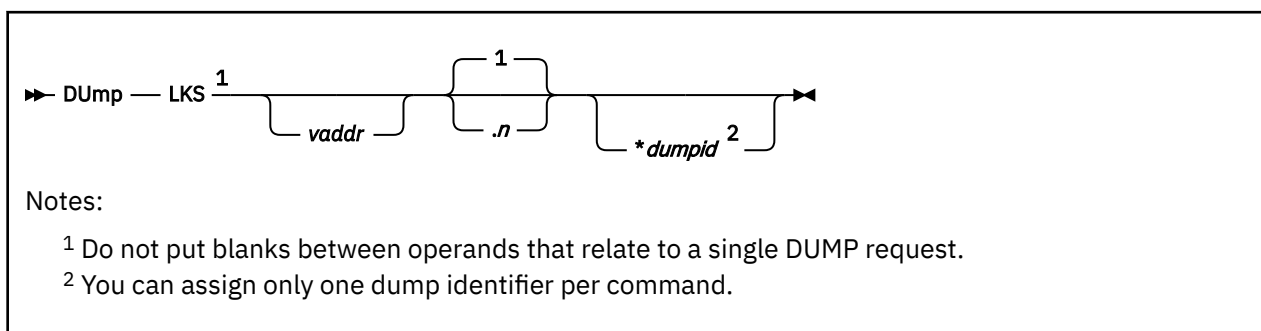 1
DUmp LKS 1 vaddr .n *dumpid 2
Notes:
1 Do not put blanks between operands that relate to a single DUMP request.
2 You can assign only one dump identifier per command.